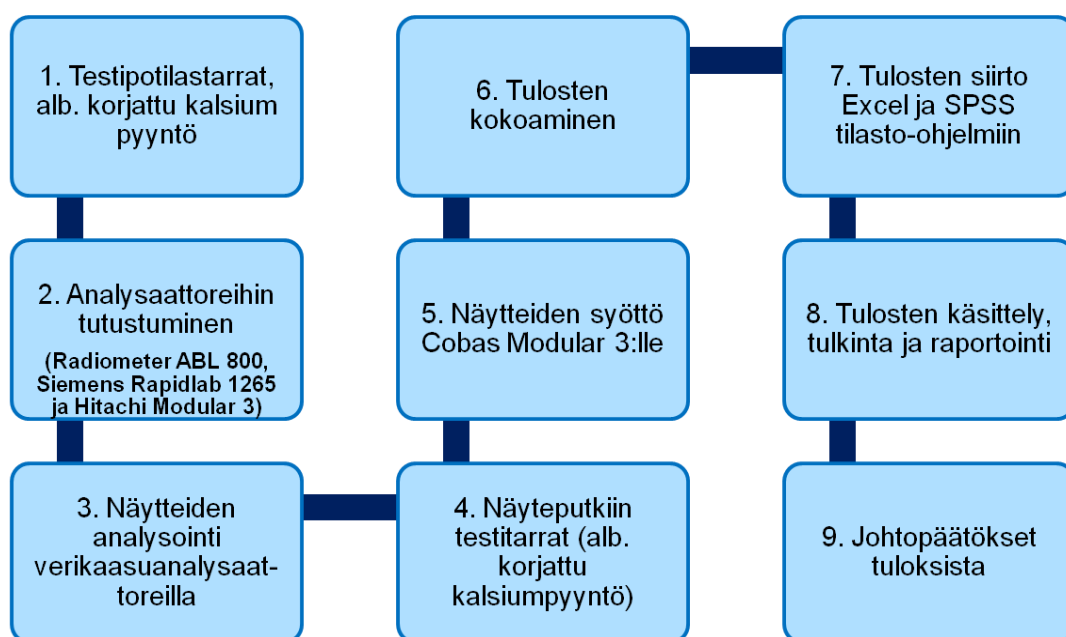 1. Testipotilastarrat,
alb. korjattu kalsium
pyyntö
2. Analysaattoreihin
tutustuminen
(Radiometer ABL 800,
Siemens Rapidlab 1265
ja Hitachi Modular 3)
3. Näytteiden
analysointi
verikaasuanalysaat-
toreilla
4. Näyteputkiin
testitarrat (alb.
korjattu
kalsiumpyyntö)
5. Näytteiden syöttö
Cobas Modular 3:lle
6. Tulosten
kokoaminen
7. Tulosten siirto
Excel ja SPSS
tilasto-ohjelmiin
8. Tulosten käsittely,
tulkinta ja raportointi
9. Johtopäätökset
tuloksista